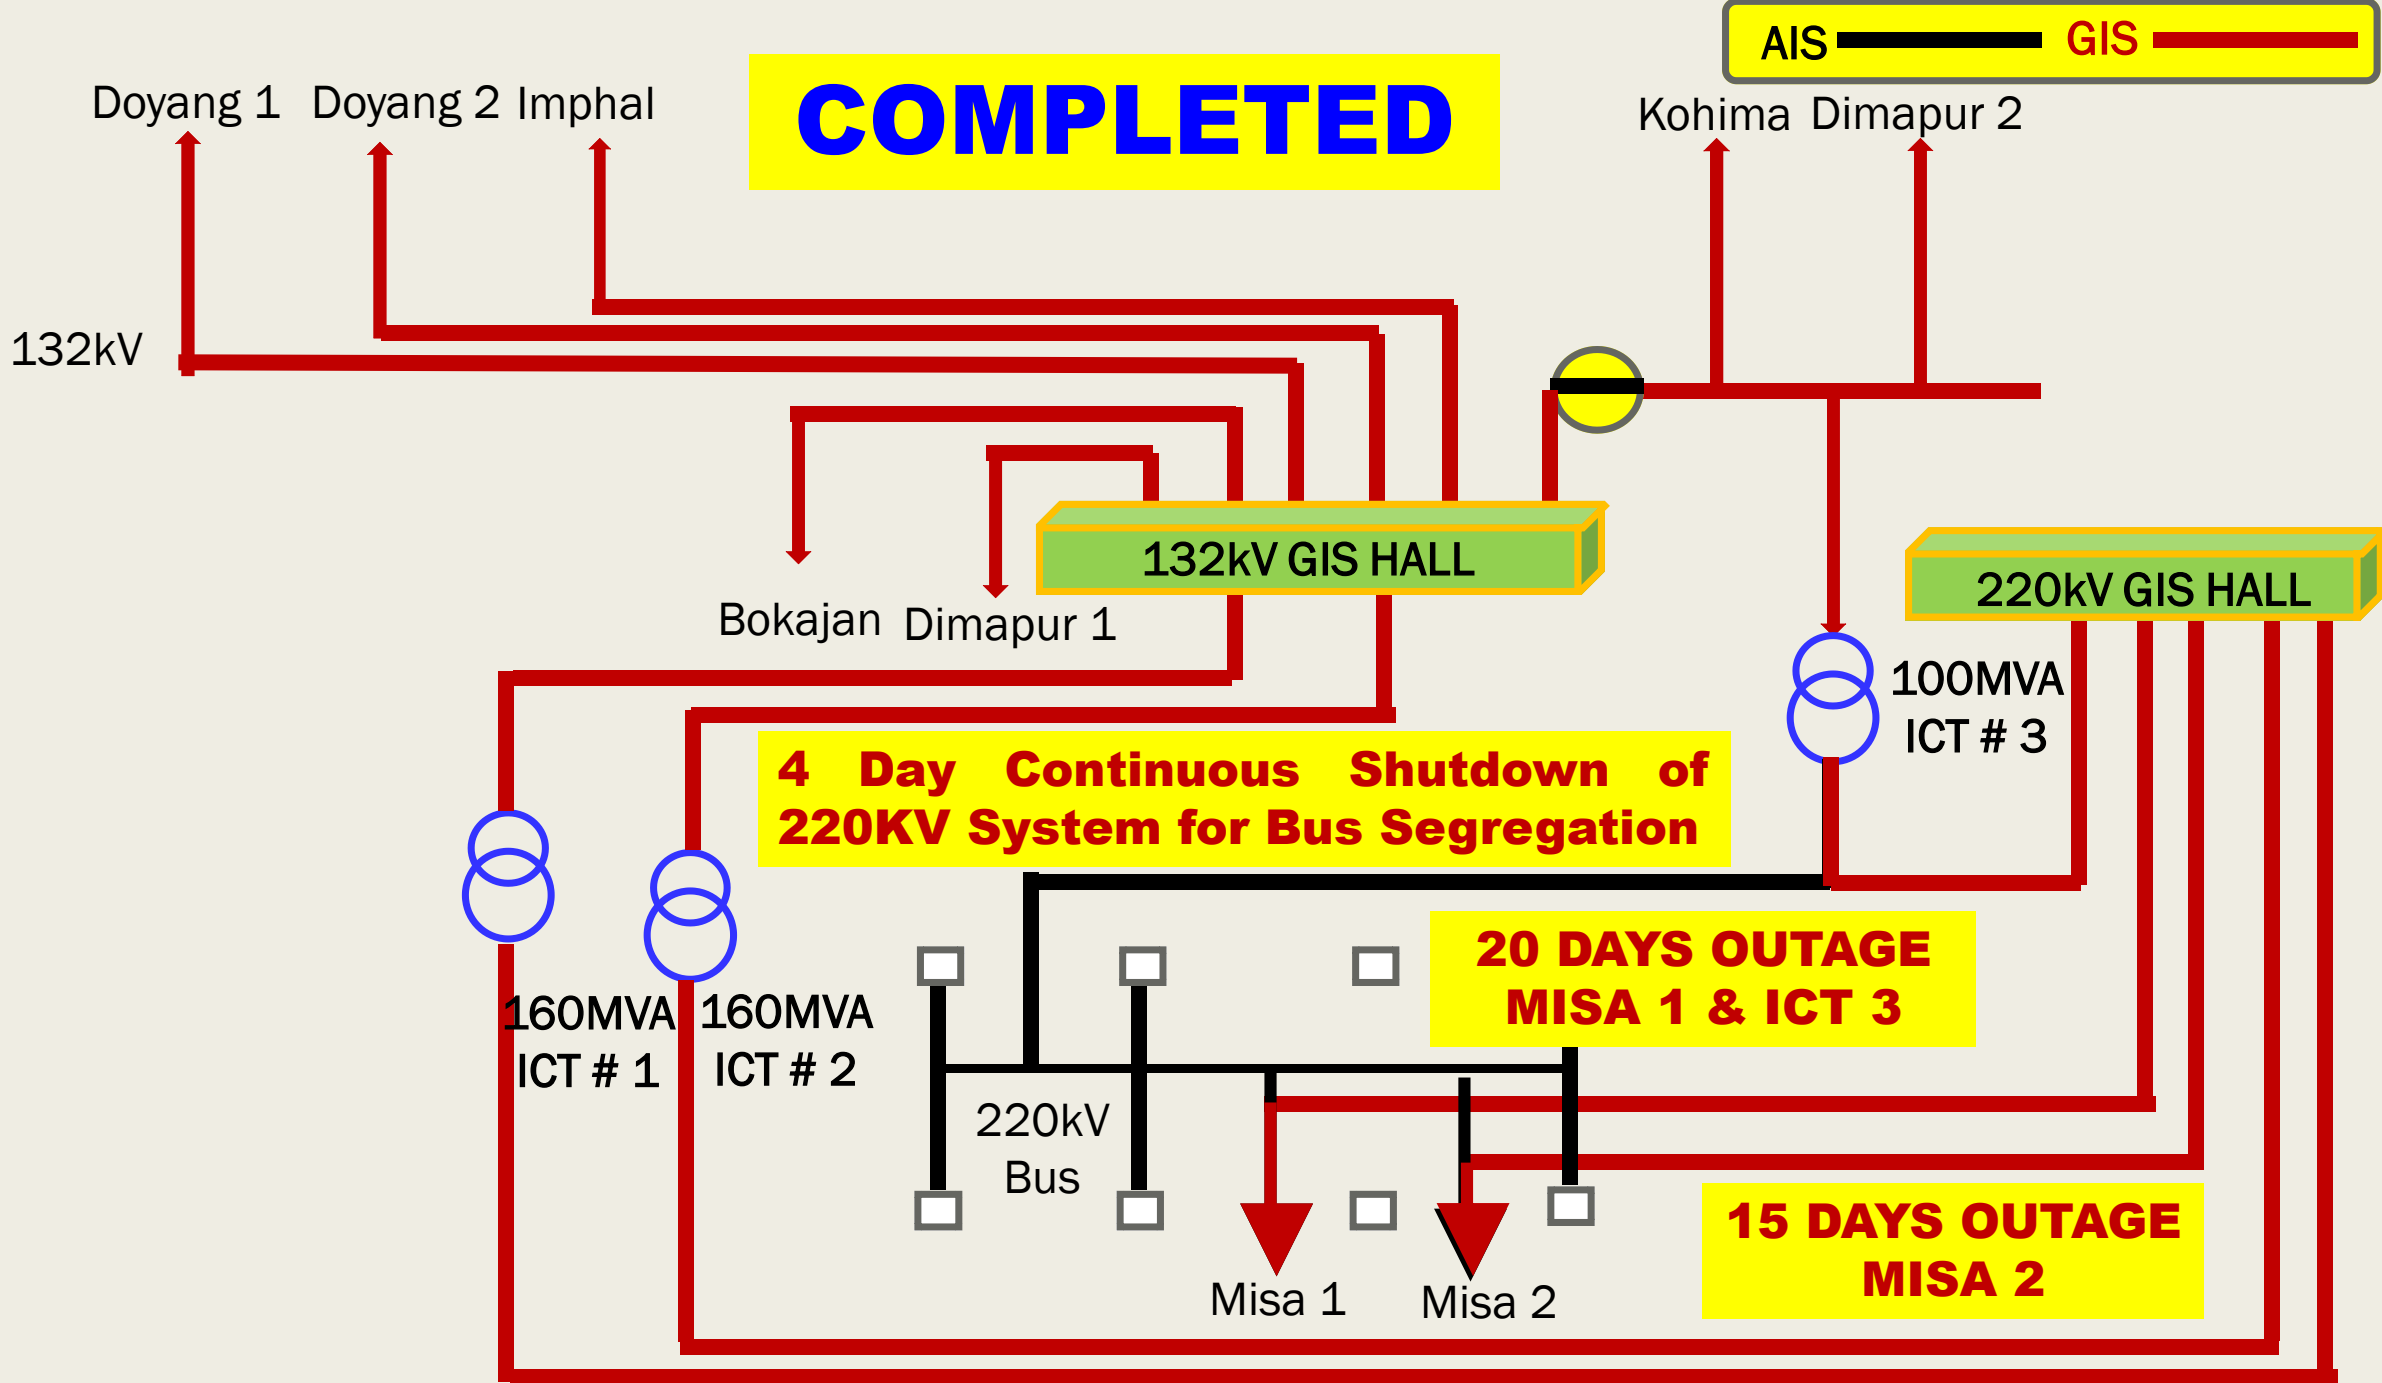 AIS GIS
COMPLETED
Doyang 1 Doyang 2 Imphal
Kohima Dimapur 2
132kV
132kV GIS HALL
220kV GIS HALL
Bokajan Dimapur 1
100MVA
ICT # 3
4 Day Continuous Shutdown of
220KV System for Bus Segregation
20 DAYS OUTAGE
MISA 1 & ICT 3
160MVA
ICT # 1
160MVA
ICT # 2
220kV
Bus
15 DAYS OUTAGE
MISA 2
Misa 1
Misa 2